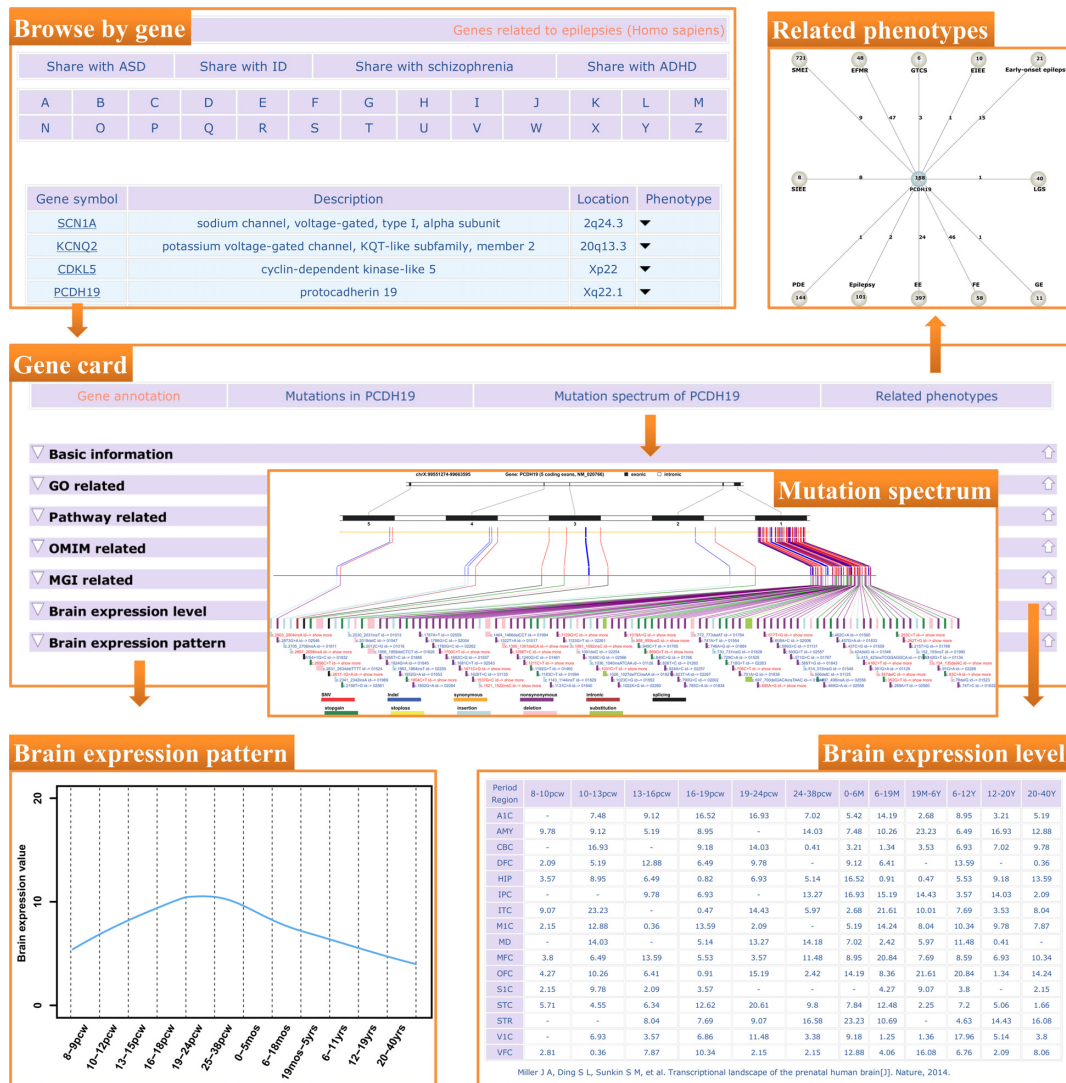 Browse by gene
Genes related to epilepsies (Homo sapiens)
Share with ASD Share with ID Share with schizophrenia Share with ADHD
A B C D E F G H I J K L M
N O P Q R S T U V W X Y Z
Gene symbol Description Location Phenotype
SCN1A sodium channel, voltage-gated, type I, alpha subunit 2q24.3
KCNQ2 potassium voltage-gated channel, KQT-like subfamily, member 2 20q13.3
CDKL5 cyclin-dependent kinase-like 5 Xp22
PCDH19 protocadherin 19 Xq22.1
Related phenotypes
721 48 6 10 21
SMEI EFMR GTCS EIEE Early-onset epileps
9 47 3 1 15
8 8 188 1 40
SIEE PCDH19 LGS
1 2 24 46 1
PDE Epilepsy EE FE GE
144 101 397 58 11
Gene card
Gene annotation Mutations in PCDH19 Mutation spectrum of PCDH19 Related phenotypes
Basic information
GO related
Pathway related
OMIM related
MGI related
Brain expression level
Brain expression pattern
Mutation spectrum
chrX:99551274-99663595 Gene: PCDH19 (5 coding exons, NM_020766) exonic intronic
5 4 3 2 1
SNV Indel synonymous nonsynonymous intronic splicing
stopgain stoploss insertion deletion substitution
Brain expression pattern
Brain expression value
20
10
0
8-9pcw
10-12pcw
13-15pcw
16-18pcw
19-24pcw
25-38pcw
0-5mos
6-18mos
19mos-5yrs
6-11yrs
12-19yrs
20-40yrs
Brain expression level
Period Region 8-10pcw 10-13pcw 13-16pcw 16-19pcw 19-24pcw 24-38pcw 0-6M 6-19M 19M-6Y 6-12Y 12-20Y 20-40Y
A1C - 7.48 9.12 16.52 16.93 7.02 5.42 14.19 2.68 8.95 3.21 5.19
AMY 9.78 9.12 5.19 8.95 - 14.03 7.48 10.26 23.23 6.49 16.93 12.88
CBC - 16.93 - 9.18 14.03 0.41 3.21 1.34 3.53 6.93 7.02 9.78
DFC 2.09 5.19 12.88 6.49 9.78 - 9.12 6.41 - 13.59 - 0.36
HIP 3.57 8.95 6.49 0.82 6.93 5.14 16.52 0.91 0.47 5.53 9.18 13.59
IPC - - 9.78 6.93 - 13.27 16.93 15.19 14.43 3.57 14.03 2.09
ITC 9.07 23.23 - 0.47 14.43 5.97 2.68 21.61 10.01 7.69 3.53 8.04
M1C 2.15 12.88 0.36 13.59 2.09 - 5.19 14.24 8.04 10.34 9.78 7.87
MD - 14.03 - 5.14 13.27 14.18 7.02 2.42 5.97 11.48 0.41 -
MFC 3.8 6.49 13.59 5.53 3.57 11.48 8.95 20.84 7.69 8.59 6.93 10.34
OFC 4.27 10.26 6.41 0.91 15.19 2.42 14.19 8.36 21.61 20.84 1.34 14.24
S1C 2.15 9.78 2.09 3.57 - - - 4.27 9.07 3.8 - 2.15
STC 5.71 4.55 6.34 12.62 20.61 9.8 7.84 12.48 2.25 7.2 5.06 1.66
STR - - 8.04 7.69 9.07 16.58 23.23 10.69 - 4.63 14.43 16.08
V1C - 6.93 3.57 6.86 11.48 3.38 9.18 1.25 1.36 17.96 5.14 3.8
VFC 2.81 0.36 7.87 10.34 2.15 2.15 12.88 4.06 16.08 6.76 2.09 8.06
Miller J A, Ding S L, Sunkin S M, et al. Transcriptional landscape of the prenatal human brain[J]. Nature, 2014.